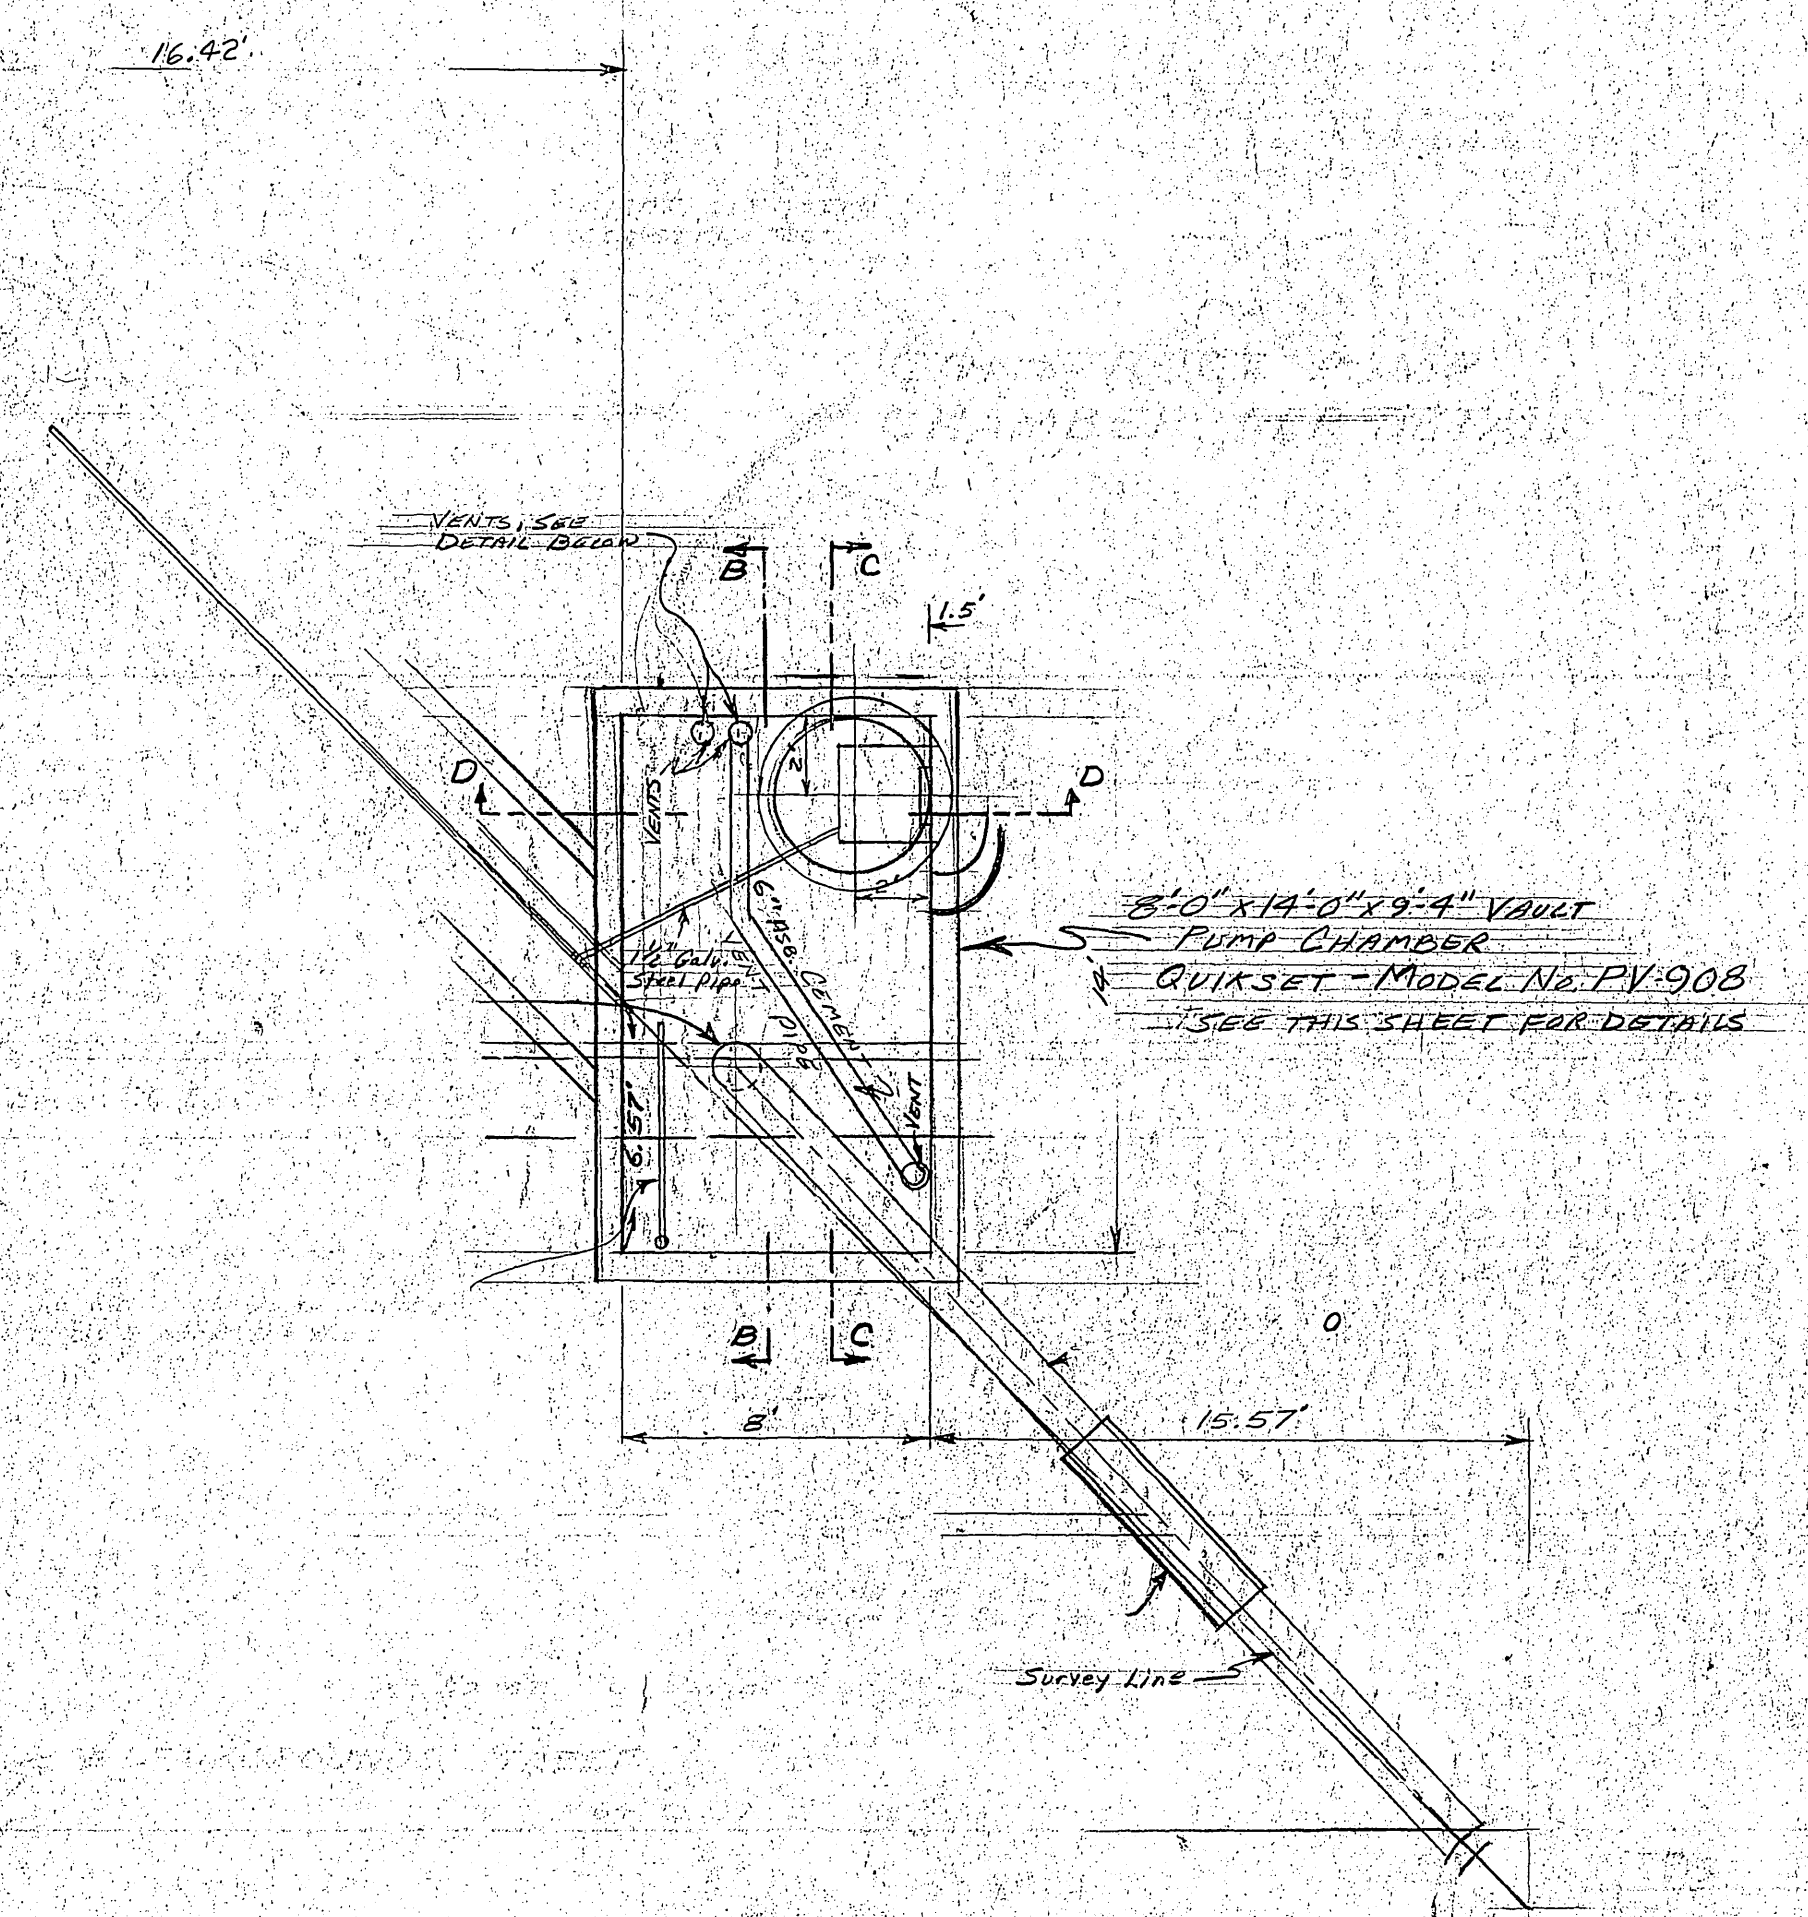 16.42'
VENTS, SEE
DETAIL BELOW
B
C
1.5'
D
D
2'
VENTS
2'
8'-0" X 14'-0" X 9'-4" VAULT
PUMP CHAMBER
QUIKSET - MODEL No. PV-908
SEE THIS SHEET FOR DETAILS
14'
6" ASB. CEMENT
VENT PIPE
1½" Galv.
Steel Pipe
6.57'
VENT
B
C
O
8'
15.57'
Survey Line